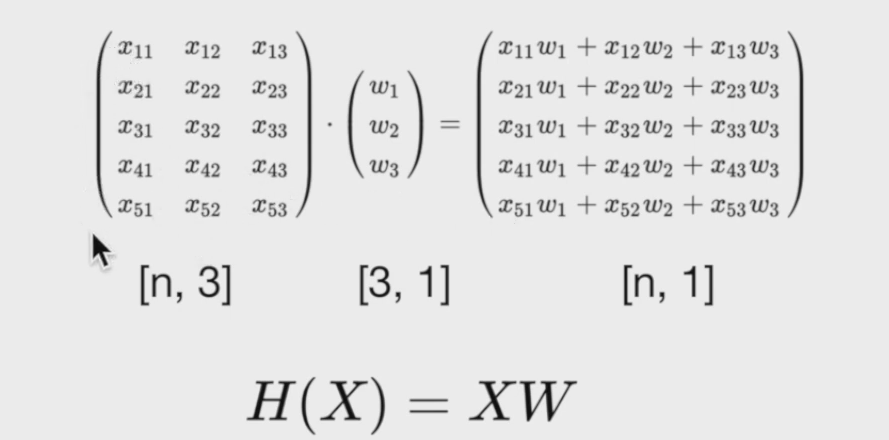 x₁₁ x₁₂ x₁₃
x₂₁ x₂₂ x₂₃
x₃₁ x₃₂ x₃₃
x₄₁ x₄₂ x₄₃
x₅₁ x₅₂ x₅₃
·
w₁
w₂
w₃
=
x₁₁w₁ + x₁₂w₂ + x₁₃w₃
x₂₁w₁ + x₂₂w₂ + x₂₃w₃
x₃₁w₁ + x₃₂w₂ + x₃₃w₃
x₄₁w₁ + x₄₂w₂ + x₄₃w₃
x₅₁w₁ + x₅₂w₂ + x₅₃w₃
[n, 3] [3, 1] [n, 1]
H(X) = XW